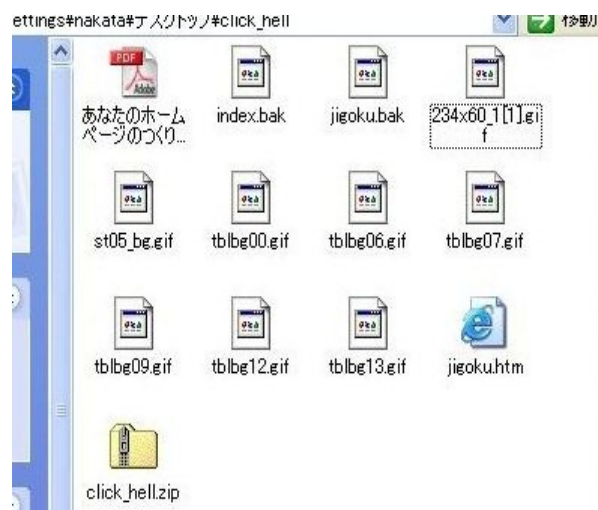 ettings¥nakata¥デスクトップ¥click_hell
移動
PDF
Adobe
あなたのホーム
ページのつくり...
index.bak
jigoku.bak
234x60_1[1].gi
f
st05_bg.gif
tblbg00.gif
tblbg06.gif
tblbg07.gif
tblbg09.gif
tblbg12.gif
tblbg13.gif
jigoku.htm
click_hell.zip